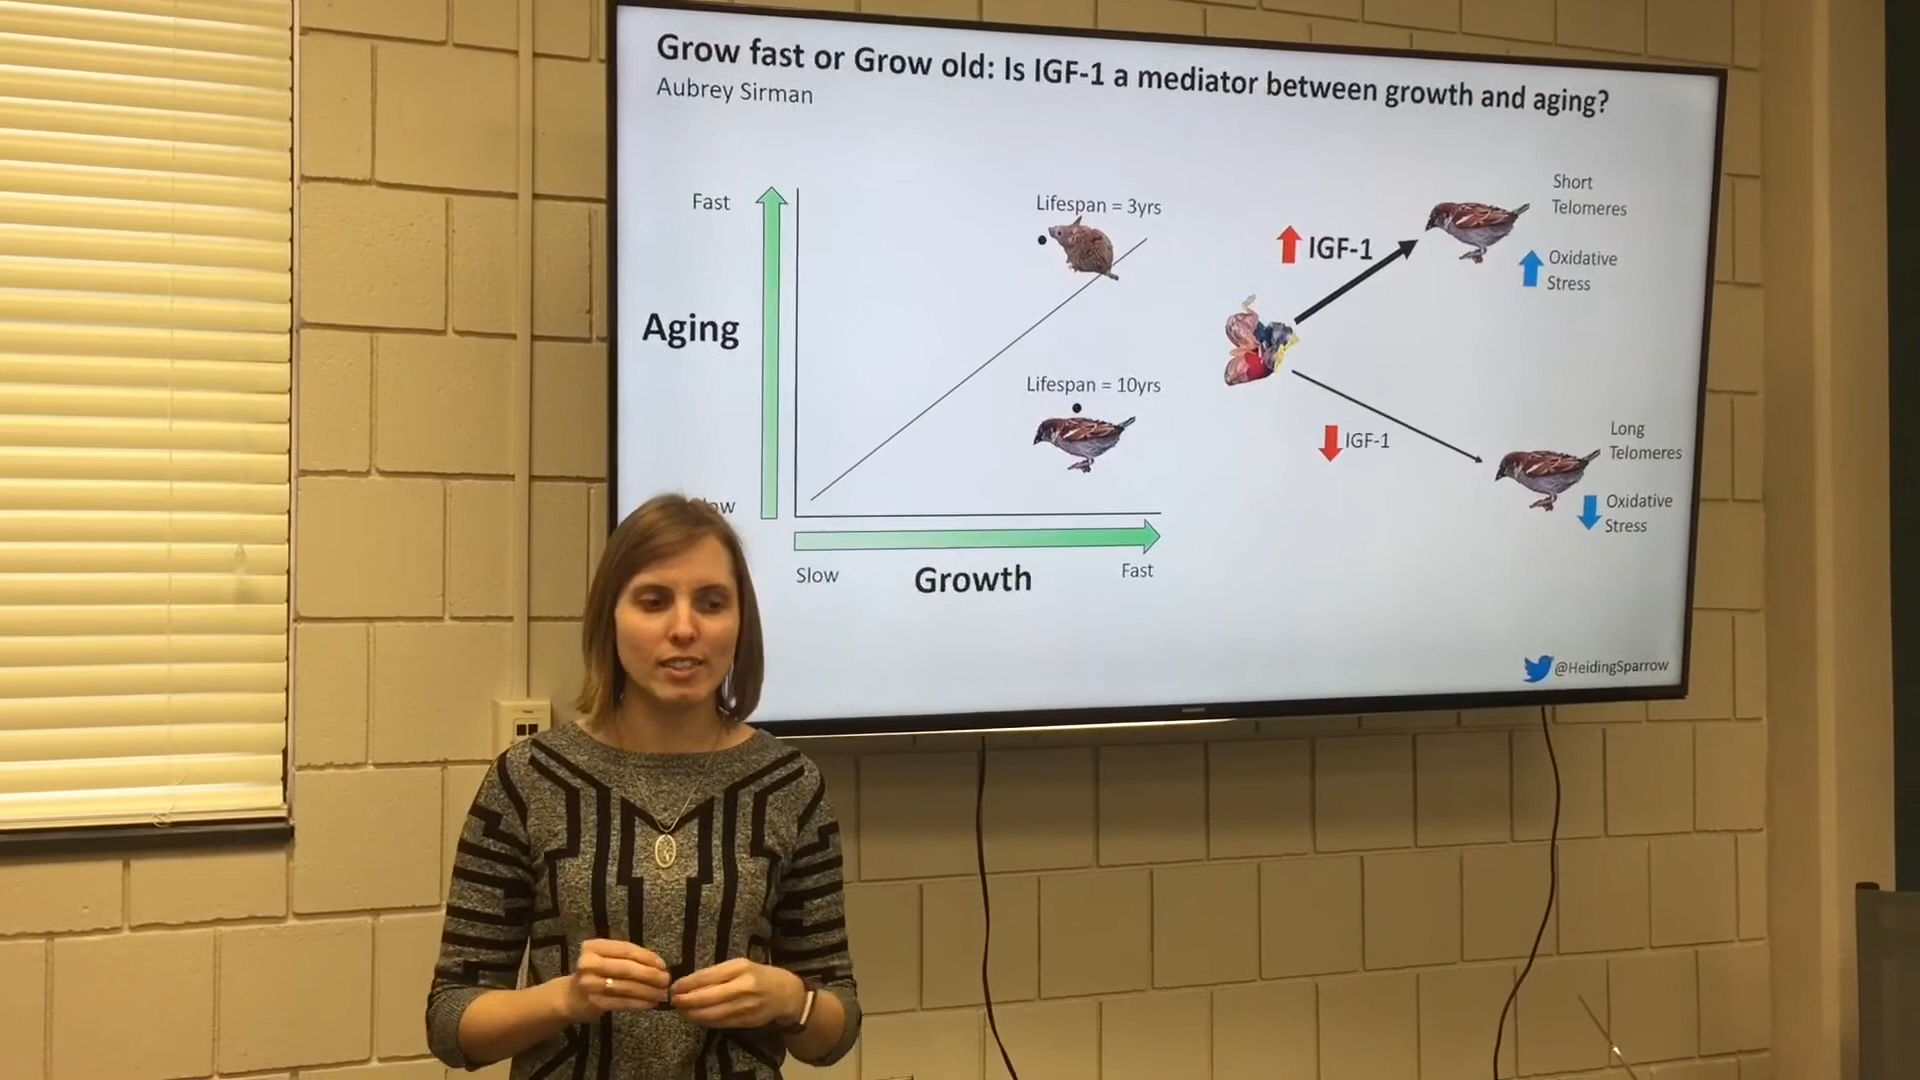 Grow fast or Grow old: Is IGF-1 a mediator between growth and aging?
Aubrey Sirman
Fast
Aging
Lifespan = 3yrs
Lifespan = 10yrs
Slow
Growth
Fast
IGF-1
Short
Telomeres
Oxidative
Stress
IGF-1
Long
Telomeres
Oxidative
Stress
@HeidingSparrow